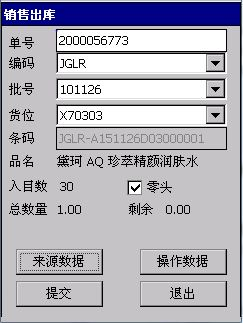 销售出库
单号 2000056773
编码 JGLR
批号 101126
货位 X70303
条码 JGLR-A151126D03000001
品名 黛珂 AQ 珍萃精颜润肤水
入目数 30 零头
总数量 1.00 剩余 0.00
来源数据 操作数据
提交 退出